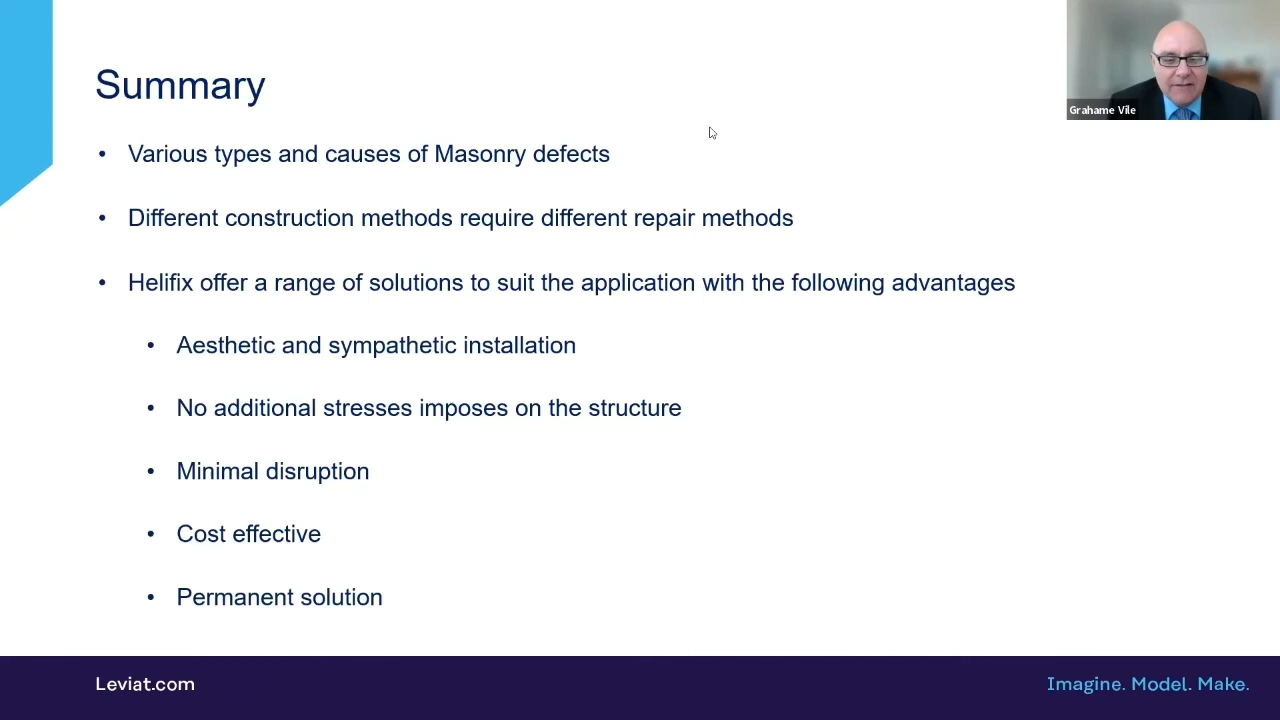 Summary
Grahame Vile
• Various types and causes of Masonry defects
• Different construction methods require different repair methods
• Helifix offer a range of solutions to suit the application with the following advantages
• Aesthetic and sympathetic installation
• No additional stresses imposes on the structure
• Minimal disruption
• Cost effective
• Permanent solution
Leviat.com
Imagine. Model. Make.